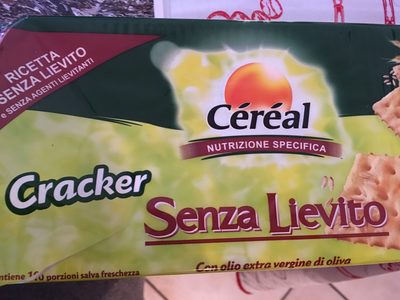 RICETTA
SENZA LIEVITO
e SENZA AGENTI LIEVITANTI
Céréal
NUTRIZIONE SPECIFICA
Cracker
Senza Lievito
Con olio extra vergine di oliva
porzioni salva freschezza